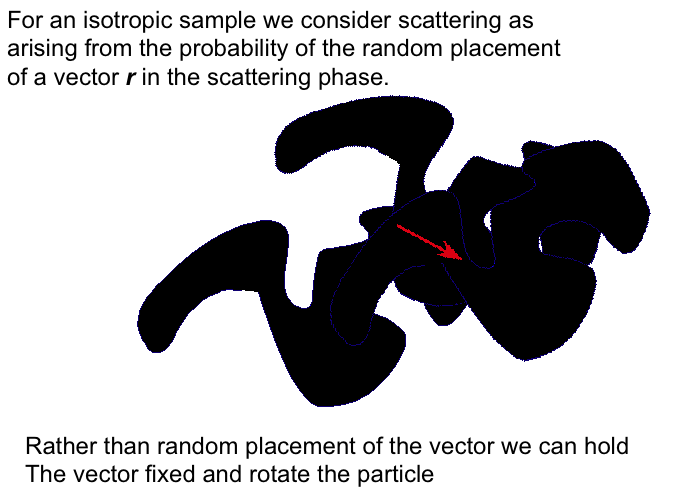 For an isotropic sample we consider scattering as
arising from the probability of the random placement
of a vector r in the scattering phase.
Rather than random placement of the vector we can hold
The vector fixed and rotate the particle